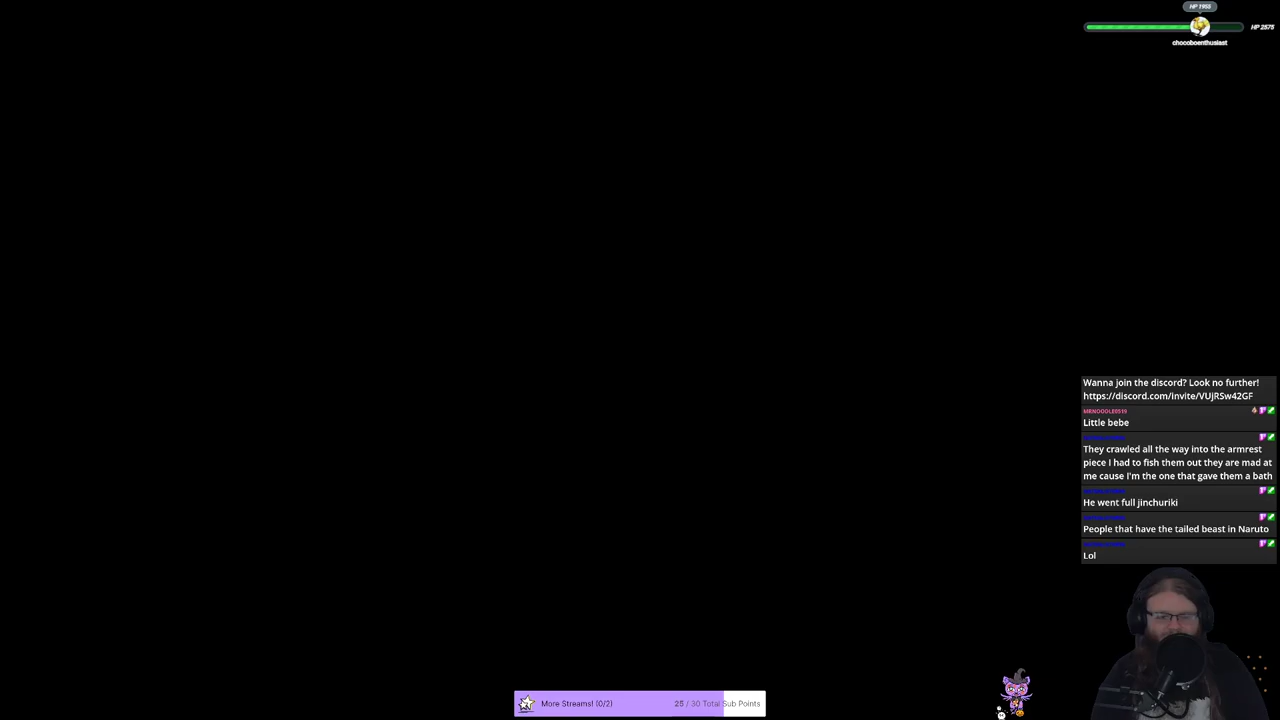 HP 1955
HP 2575
chocoboenthusiast
Wanna join the discord? Look no further!
https://discord.com/invite/VUjRSw42GF
MRNOODLE0519
Little bebe
They crawled all the way into the armrest
piece I had to fish them out they are mad at
me cause I'm the one that gave them a bath
He went full jinchuriki
People that have the tailed beast in Naruto
Lol
More Streams! (0/2)
25 / 30 Total Sub Points